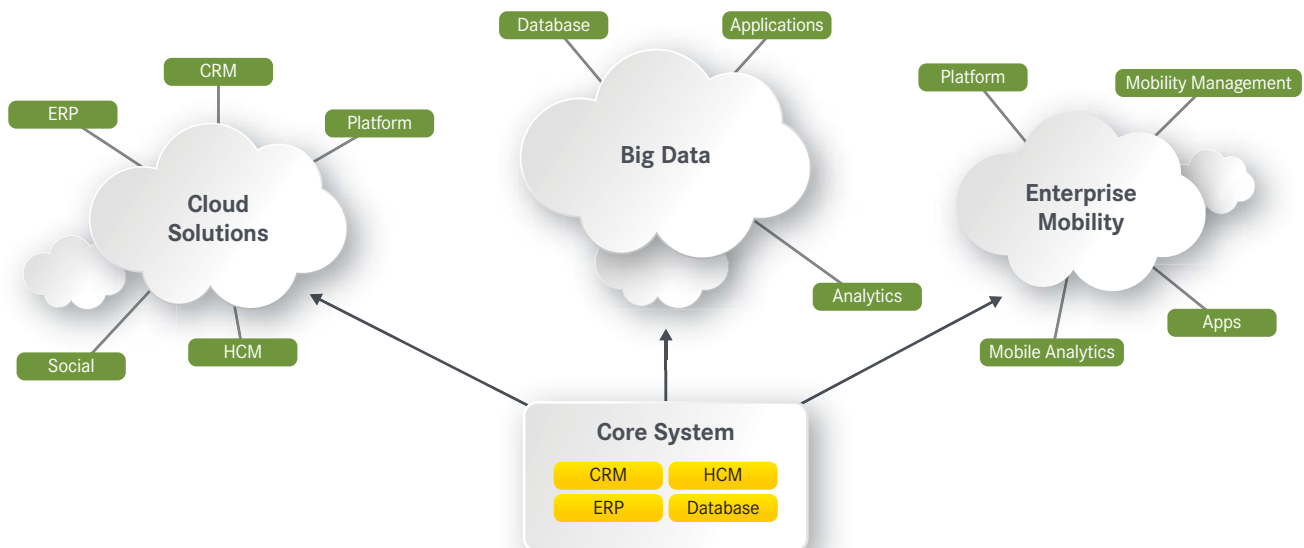 Database
Applications
CRM
Platform
Mobility Management
ERP
Platform
Big Data
Cloud
Solutions
Enterprise
Mobility
Analytics
Apps
Social
HCM
Mobile Analytics
Core System
CRM
HCM
ERP
Database